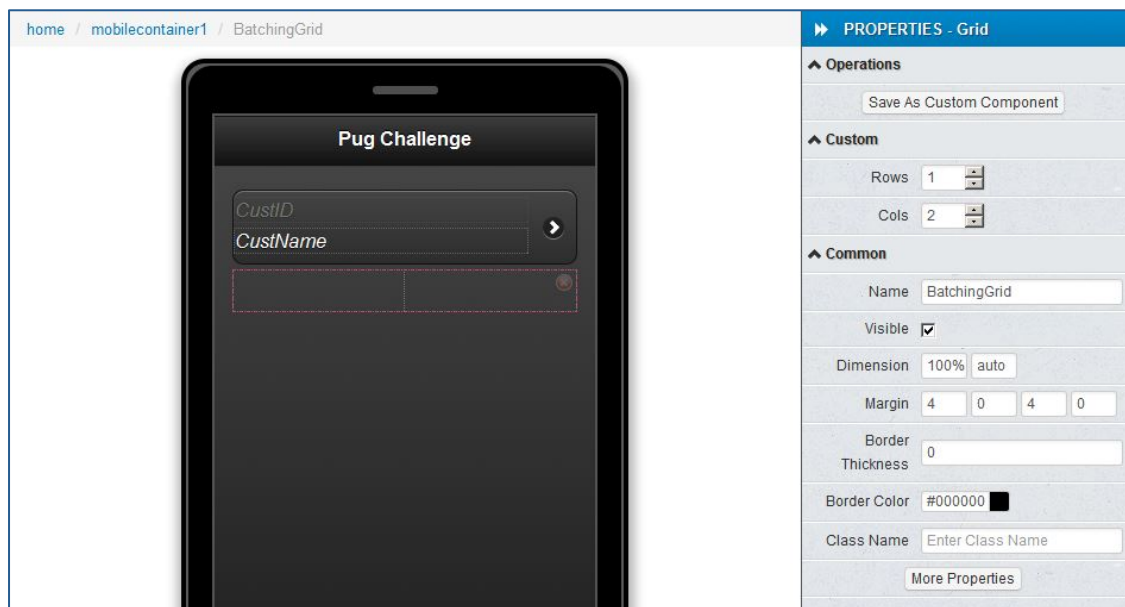 home / mobilecontainer1 / BatchingGrid
Pug Challenge
CustID
CustName
PROPERTIES - Grid
Operations
Save As Custom Component
Custom
Rows 1
Cols 2
Common
Name BatchingGrid
Visible
Dimension 100% auto
Margin 4 0 4 0
Border
Thickness 0
Border Color #000000
Class Name Enter Class Name
More Properties